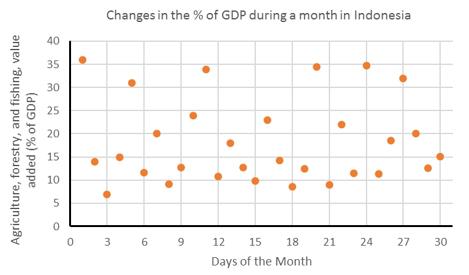 Changes in the % of GDP during a month in Indonesia
Agriculture, forestry, and fishing, value
added (% of GDP)
40
35
30
25
20
15
10
5
0
0 3 6 9 12 15 18 21 24 27 30
Days of the Month